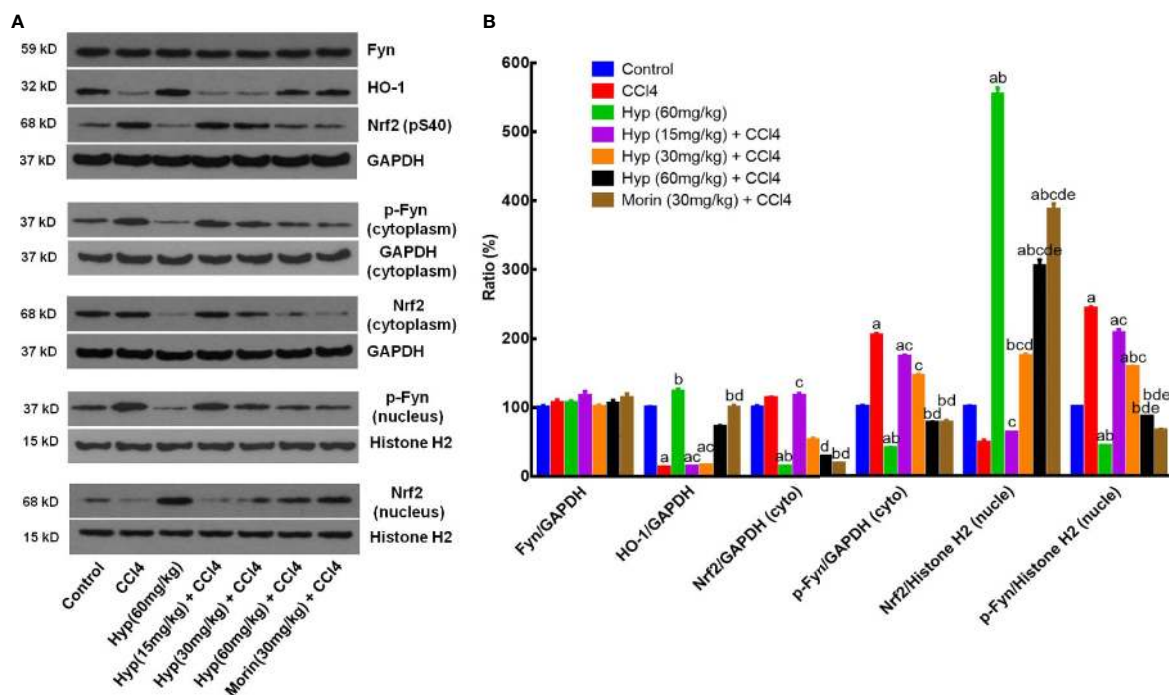 A
59 kD
Fyn
32 kD
HO-1
68 kD
Nrf2 (pS40)
37 kD
GAPDH
37 kD
p-Fyn
(cytoplasm)
37 kD
GAPDH
(cytoplasm)
68 kD
Nrf2
(cytoplasm)
37 kD
GAPDH
37 kD
p-Fyn
(nucleus)
15 kD
Histone H2
68 kD
Nrf2
(nucleus)
15 kD
Histone H2
Control
CCl4
Hyp(60mg/kg)
Hyp(15mg/kg) + CCl4
Hyp(30mg/kg) + CCl4
Hyp(60mg/kg) + CCl4
Morin(30mg/kg) + CCl4
B
Ratio (%)
600
500
400
300
200
100
0
Control
CCl4
Hyp (60mg/kg)
Hyp (15mg/kg) + CCl4
Hyp (30mg/kg) + CCl4
Hyp (60mg/kg) + CCl4
Morin (30mg/kg) + CCl4
a
b
ac
ac
bd
ab
c
d
bd
a
ab
ac
c
bd
bd
ab
c
bcd
abcde
abcde
a
ab
ac
abc
bde
bde
Fyn/GAPDH
HO-1/GAPDH
Nrf2/GAPDH (cyto)
p-Fyn/GAPDH (cyto)
Nrf2/Histone H2 (nucle)
p-Fyn/Histone H2 (nucle)